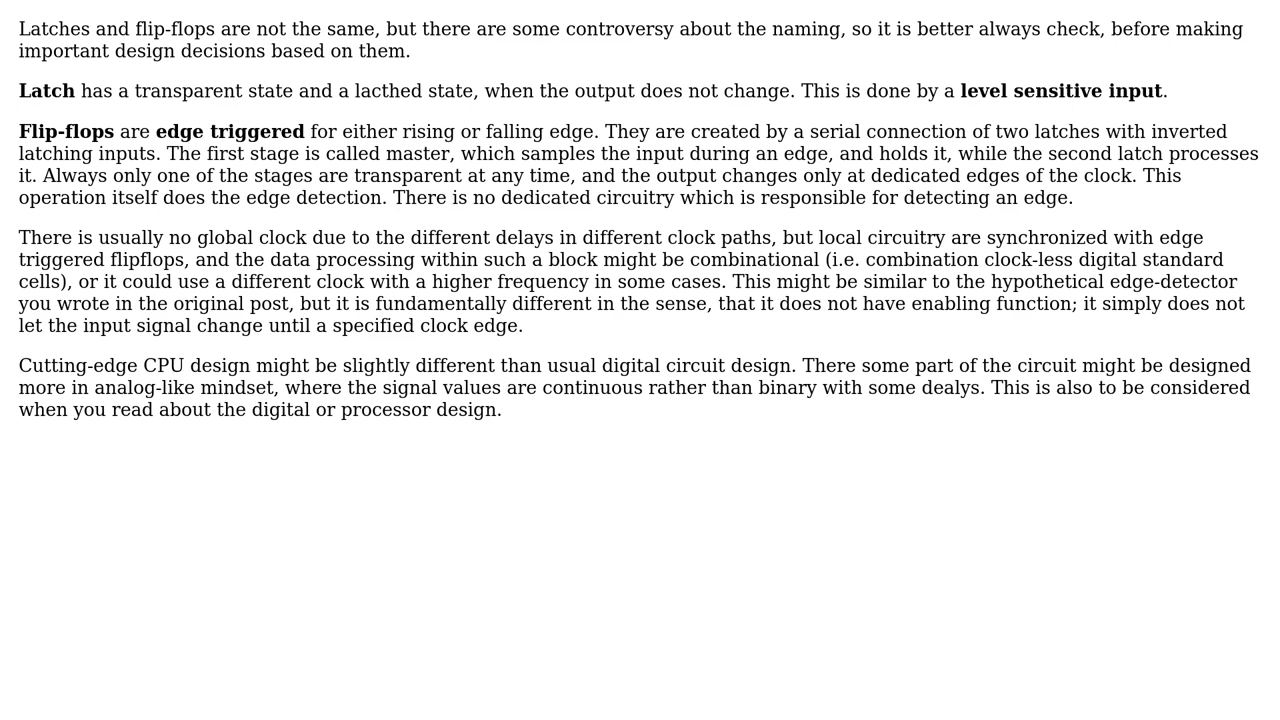 Latches and flip-flops are not the same, but there are some controversy about the naming, so it is better always check, before making
important design decisions based on them.
Latch has a transparent state and a lacthed state, when the output does not change. This is done by a level sensitive input.
Flip-flops are edge triggered for either rising or falling edge. They are created by a serial connection of two latches with inverted
latching inputs. The first stage is called master, which samples the input during an edge, and holds it, while the second latch processes
it. Always only one of the stages are transparent at any time, and the output changes only at dedicated edges of the clock. This
operation itself does the edge detection. There is no dedicated circuitry which is responsible for detecting an edge.
There is usually no global clock due to the different delays in different clock paths, but local circuitry are synchronized with edge
triggered flipflops, and the data processing within such a block might be combinational (i.e. combination clock-less digital standard
cells), or it could use a different clock with a higher frequency in some cases. This might be similar to the hypothetical edge-detector
you wrote in the original post, but it is fundamentally different in the sense, that it does not have enabling function; it simply does not
let the input signal change until a specified clock edge.
Cutting-edge CPU design might be slightly different than usual digital circuit design. There some part of the circuit might be designed
more in analog-like mindset, where the signal values are continuous rather than binary with some dealys. This is also to be considered
when you read about the digital or processor design.